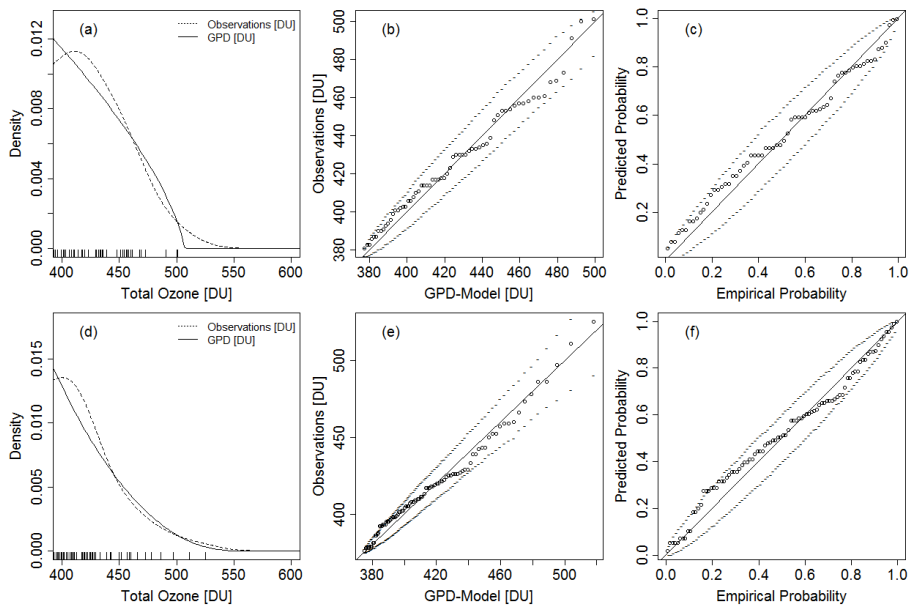 (a)
Observations [DU]
GPD [DU]
Density
0.000 0.004 0.008 0.012
400 450 500 550 600
Total Ozone [DU]
(b)
Observations [DU]
380 400 420 440 460 500
380 400 420 440 460 480 500
GPD-Model [DU]
(c)
Predicted Probability
0.2 0.4 0.6 0.8 1.0
0.0 0.2 0.4 0.6 0.8 1.0
Empirical Probability
(d)
Observations [DU]
GPD [DU]
Density
0.000 0.005 0.010 0.015
400 450 500 550 600
Total Ozone [DU]
(e)
Observations [DU]
400 450 500
380 400 420 440 460 480 500 520
GPD-Model [DU]
(f)
Predicted Probability
0.0 0.2 0.4 0.6 0.8 1.0
0.0 0.2 0.4 0.6 0.8 1.0
Empirical Probability